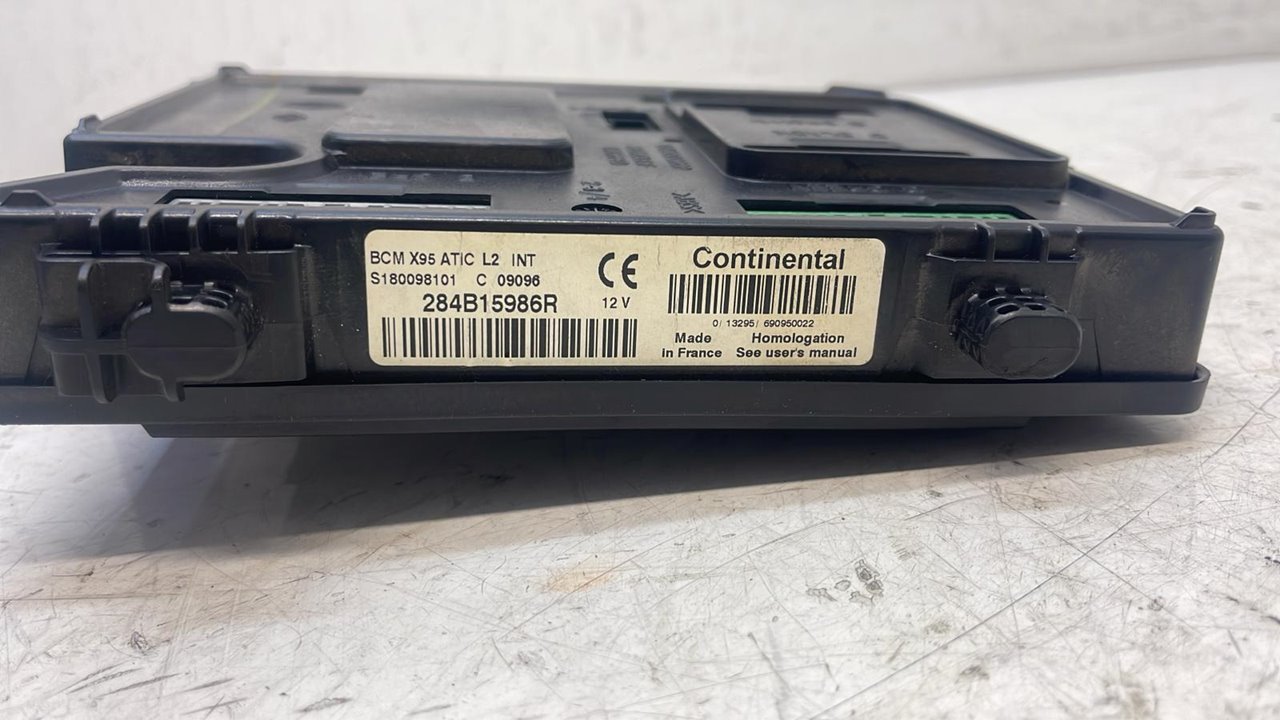 BCM X95 ATIC L2 INT
S180098101 C 09096
284B15986R
CE
12 V
Continental
0/ 13295/ 690950022
Made in France
Homologation
See user's manual